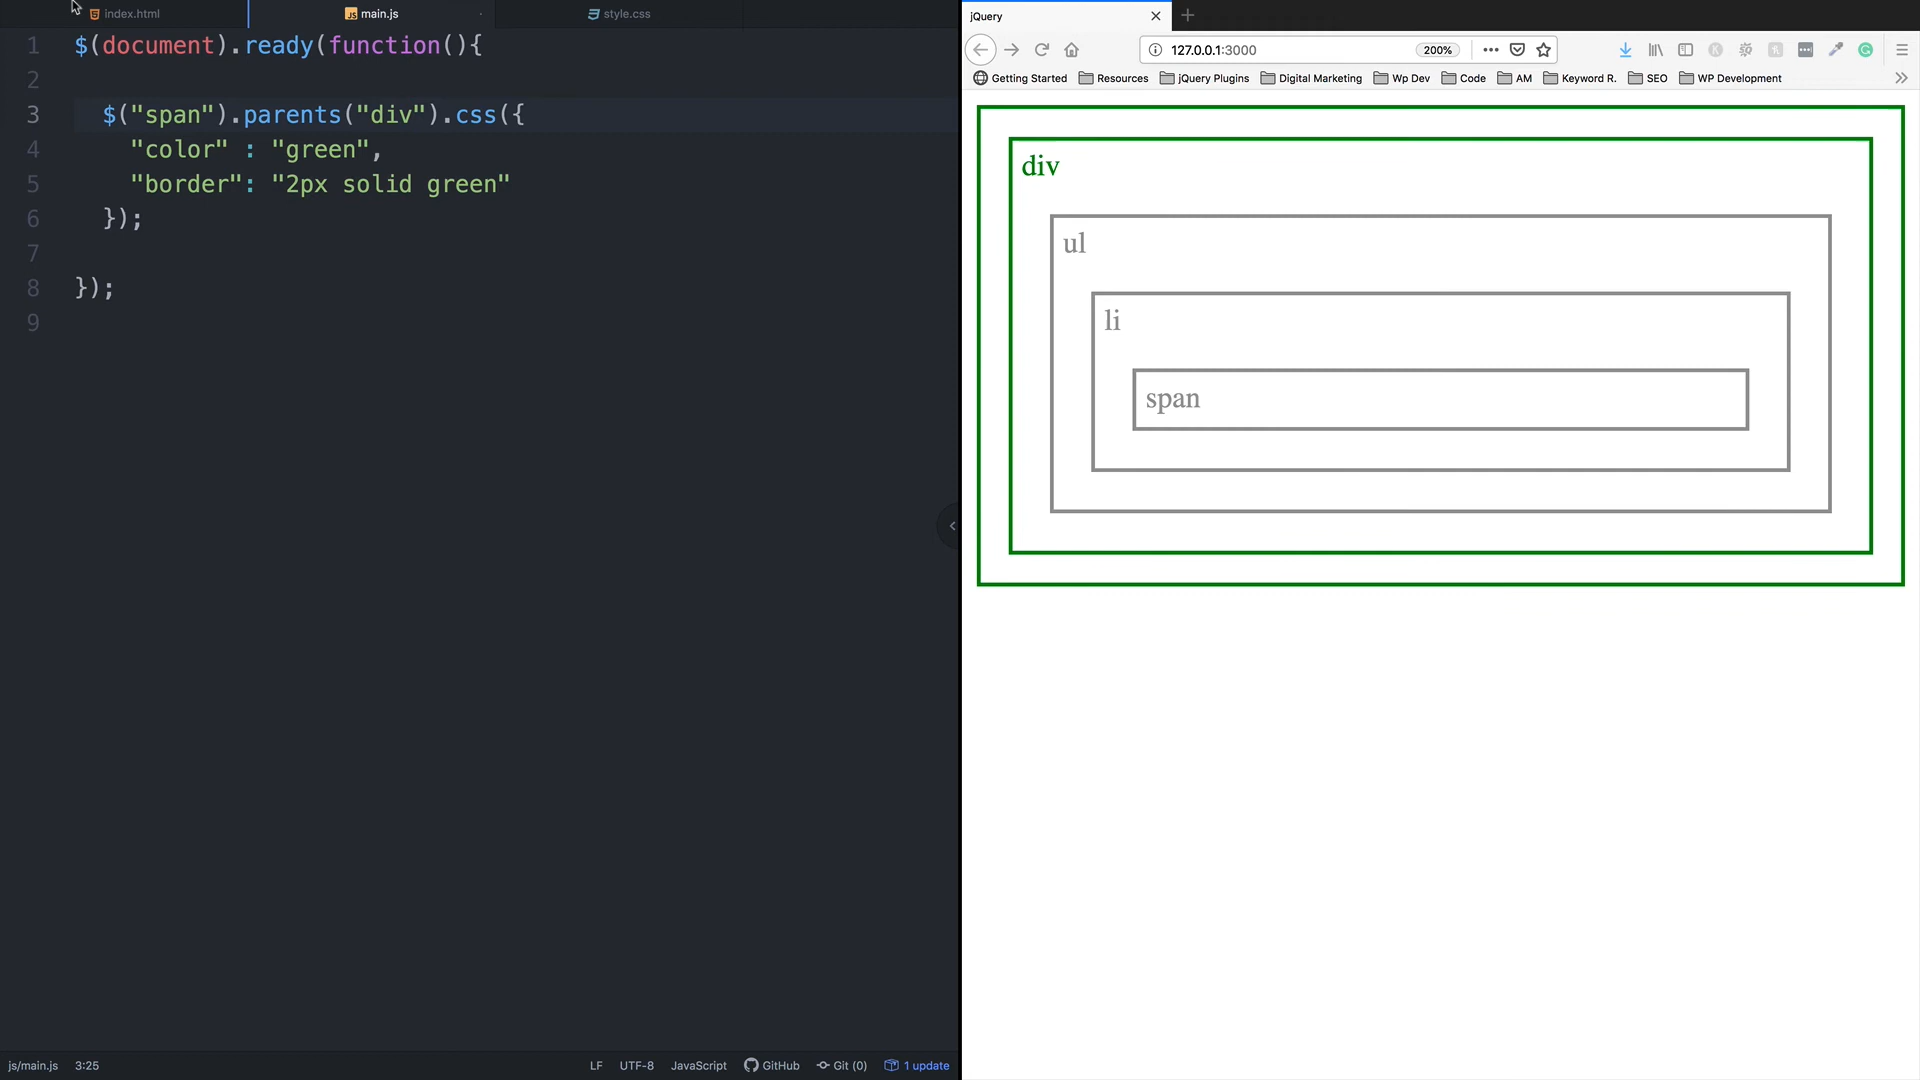 index.html
main.js
style.css
1 $(document).ready(function(){
2
3 $("span").parents("div").css({
4 "color" : "green",
5 "border": "2px solid green"
6 });
7
8 });
9
js/main.js 3:25 LF UTF-8 JavaScript GitHub Git (0) 1 update
jQuery
127.0.0.1:3000 200%
Getting Started Resources jQuery Plugins Digital Marketing Wp Dev Code AM Keyword R. SEO WP Development
div
ul
li
span